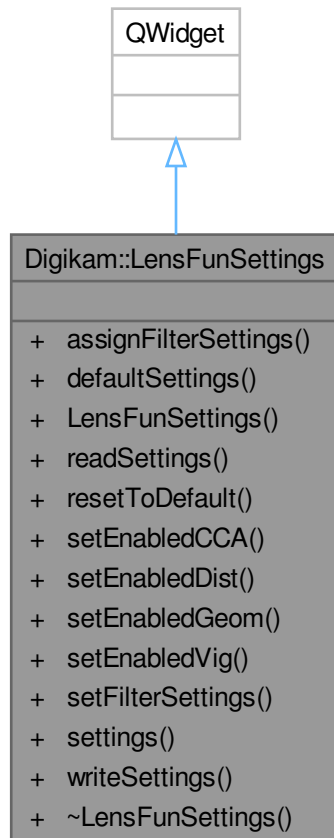 QWidget
Digikam::LensFunSettings
+ assignFilterSettings()
+ defaultSettings()
+ LensFunSettings()
+ readSettings()
+ resetToDefault()
+ setEnabledCCA()
+ setEnabledDist()
+ setEnabledGeom()
+ setEnabledVig()
+ setFilterSettings()
+ settings()
+ writeSettings()
+ ~LensFunSettings()